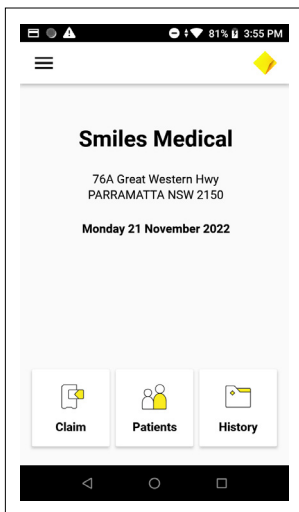 81% 3:55 PM
Smiles Medical
76A Great Western Hwy
PARRAMATTA NSW 2150
Monday 21 November 2022
Claim Patients History